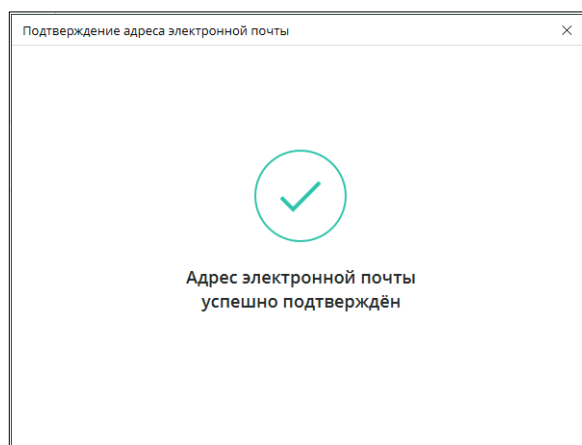 Подтверждение адреса электронной почты
Адрес электронной почты
успешно подтверждён